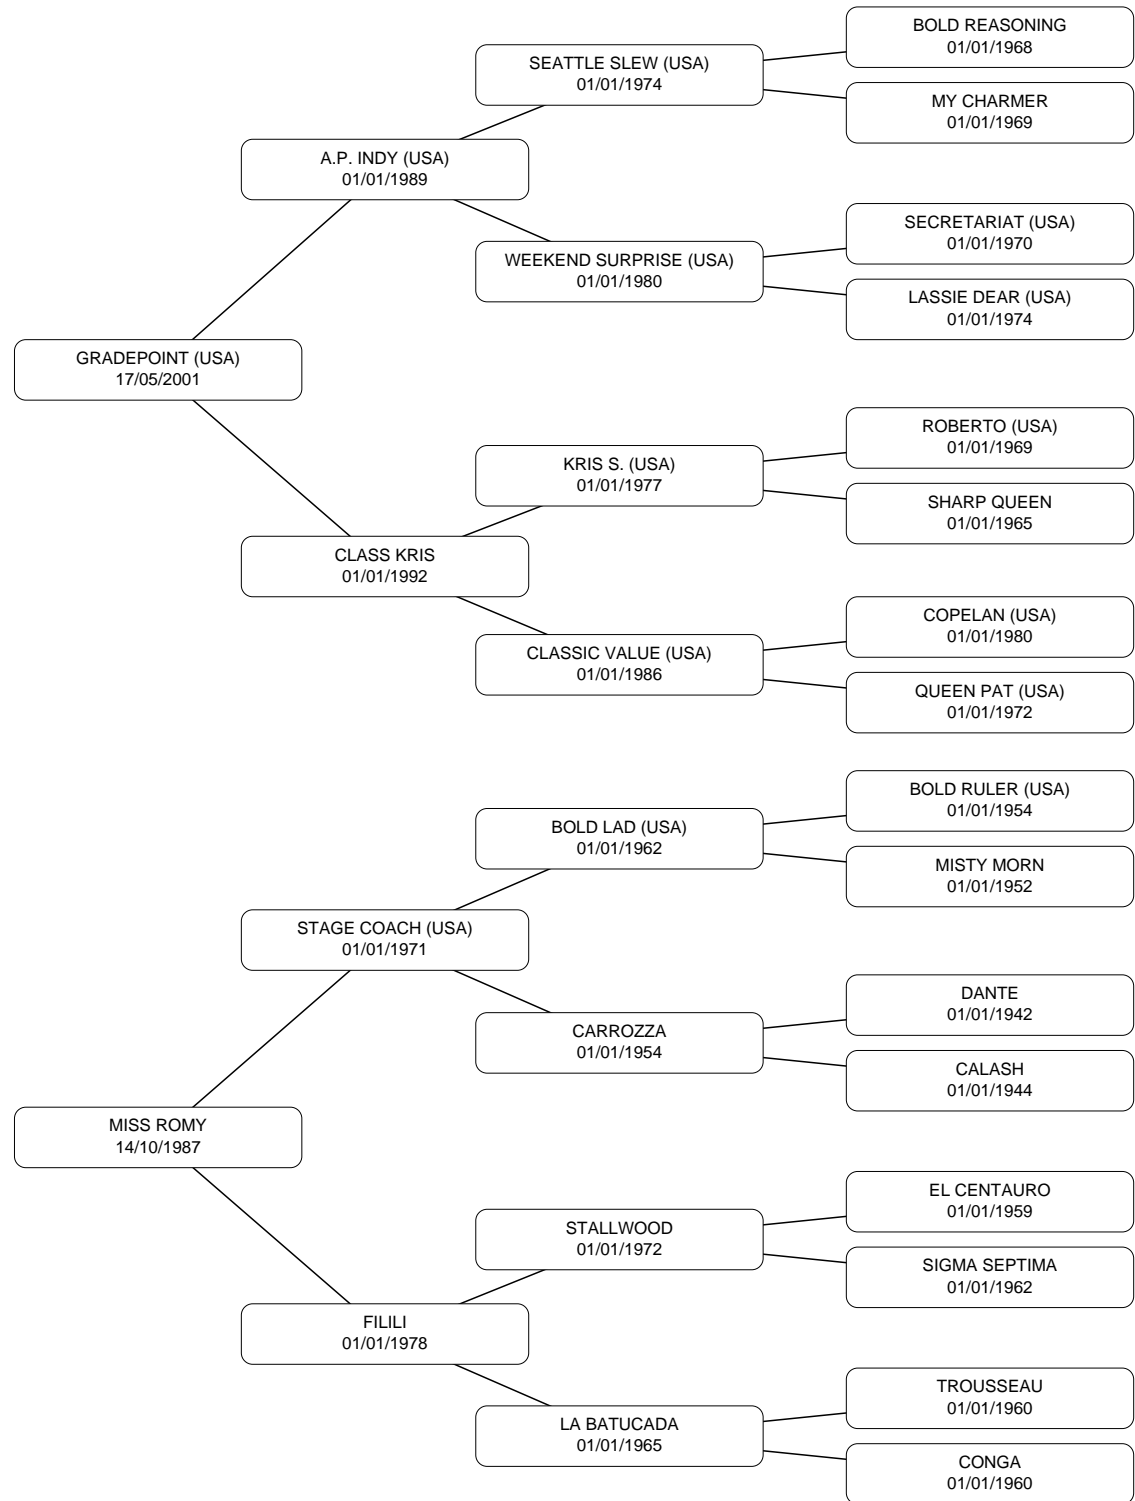 BOLD REASONING
01/01/1968
SEATTLE SLEW (USA)
01/01/1974
MY CHARMER
01/01/1969
A.P. INDY (USA)
01/01/1989
SECRETARIAT (USA)
01/01/1970
WEEKEND SURPRISE (USA)
01/01/1980
LASSIE DEAR (USA)
01/01/1974
GRADEPOINT (USA)
17/05/2001
ROBERTO (USA)
01/01/1969
KRIS S. (USA)
01/01/1977
SHARP QUEEN
01/01/1965
CLASS KRIS
01/01/1992
COPELAN (USA)
01/01/1980
CLASSIC VALUE (USA)
01/01/1986
QUEEN PAT (USA)
01/01/1972
BOLD RULER (USA)
01/01/1954
BOLD LAD (USA)
01/01/1962
MISTY MORN
01/01/1952
STAGE COACH (USA)
01/01/1971
DANTE
01/01/1942
CARROZZA
01/01/1954
CALASH
01/01/1944
MISS ROMY
14/10/1987
EL CENTAURO
01/01/1959
STALLWOOD
01/01/1972
SIGMA SEPTIMA
01/01/1962
FILILI
01/01/1978
TROUSSEAU
01/01/1960
LA BATUCADA
01/01/1965
CONGA
01/01/1960